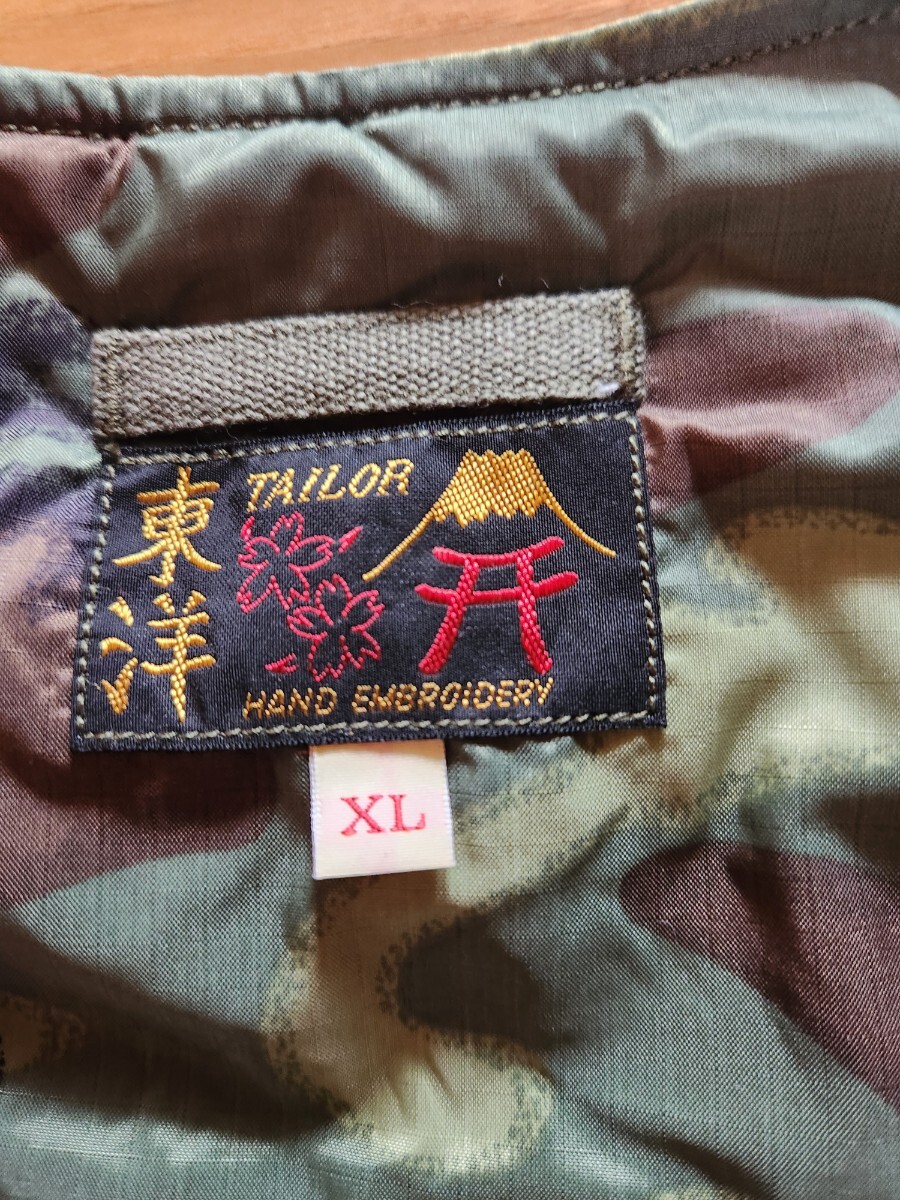 東洋
TAILOR
HAND EMBROIDERY
XL